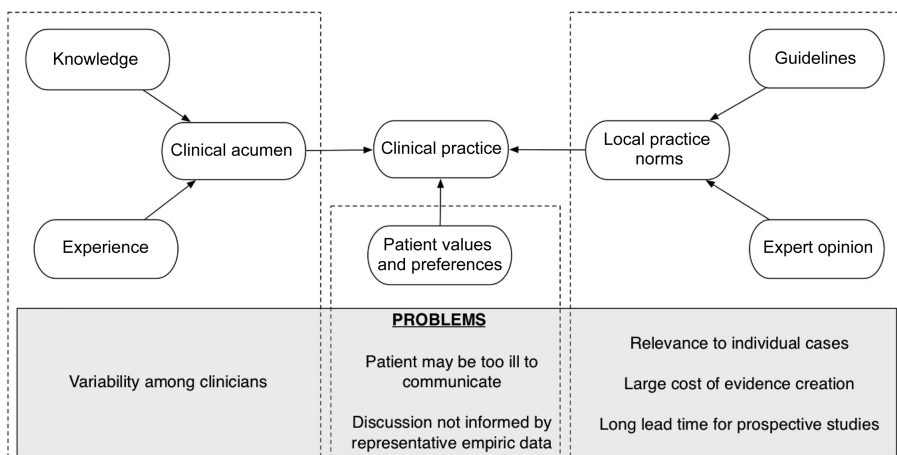 Knowledge
Guidelines
Clinical acumen
Clinical practice
Local practice
norms
Experience
Patient values
and preferences
Expert opinion
PROBLEMS
Variability among clinicians
Patient may be too ill to
communicate
Discussion not informed by
representative empiric data
Relevance to individual cases
Large cost of evidence creation
Long lead time for prospective studies